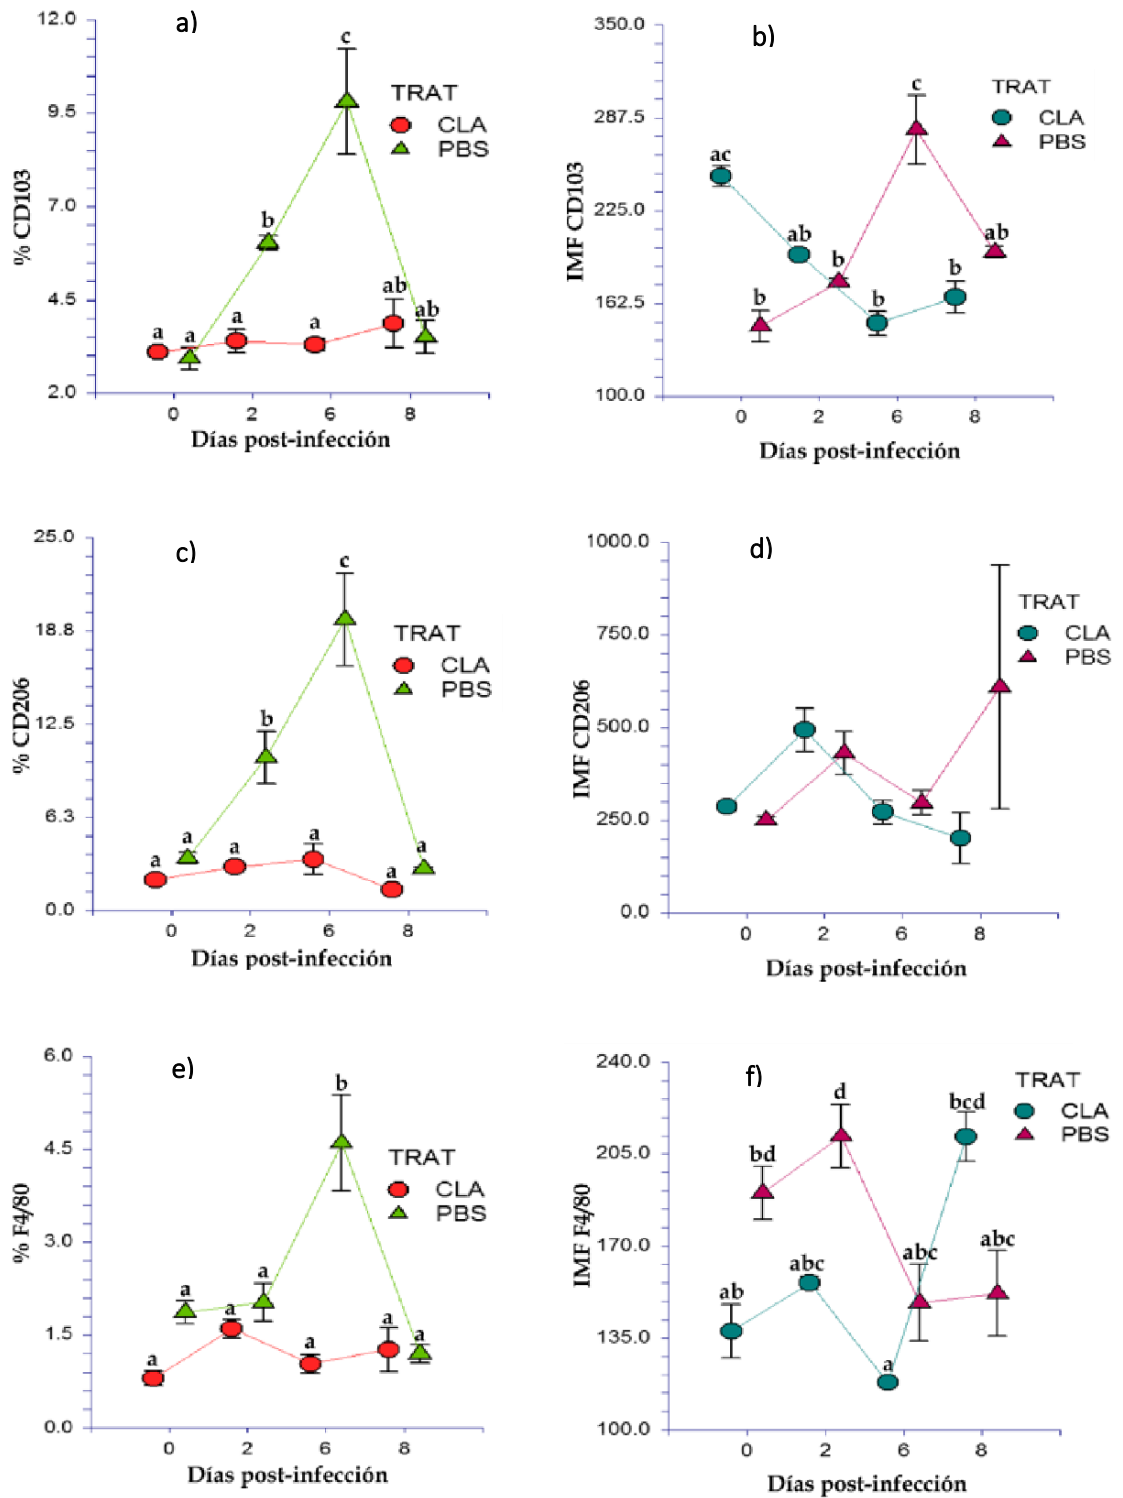 a)
12.0
9.5
7.0
4.5
2.0
% CD103
c
b
a a a a ab ab
TRAT
CLA
PBS
0 2 6 8
Días post-infección
b)
350.0
287.5
225.0
162.5
100.0
IMF CD103
ac
ab
b
b
c
b
b
ab
TRAT
CLA
PBS
0 2 6 8
Días post-infección
c)
25.0
18.8
12.5
6.3
0.0
% CD206
c
b
a a a a a a
TRAT
CLA
PBS
0 2 6 8
Días post-infección
d)
1000.0
750.0
500.0
250.0
0.0
IMF CD206
TRAT
CLA
PBS
0 2 6 8
Días post-infección
e)
6.0
4.5
3.0
1.5
0.0
% F4/80
b
a a a a a a a
TRAT
CLA
PBS
0 2 6 8
Días post-infección
f)
240.0
205.0
170.0
135.0
100.0
IMF F4/80
d
bcd
bd
abc
abc
abc
ab
a
TRAT
CLA
PBS
0 2 6 8
Días post-infección